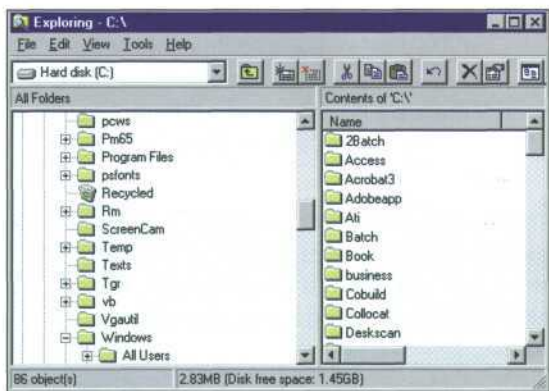 Exploring - C:\
File Edit View Tools Help
Hard disk (C:)
All Folders
Contents of 'C:\'
pcws
Pm65
Program Files
psfonts
Recycled
Rm
ScreenCam
Temp
Texts
Tgr
vb
Vgautil
Windows
All Users
Name
2Batch
Access
Acrobat3
Adobeapp
Ati
Batch
Book
business
Cobuild
Collocat
Deskscan
86 object(s)
2.83MB (Disk free space: 1.45GB)